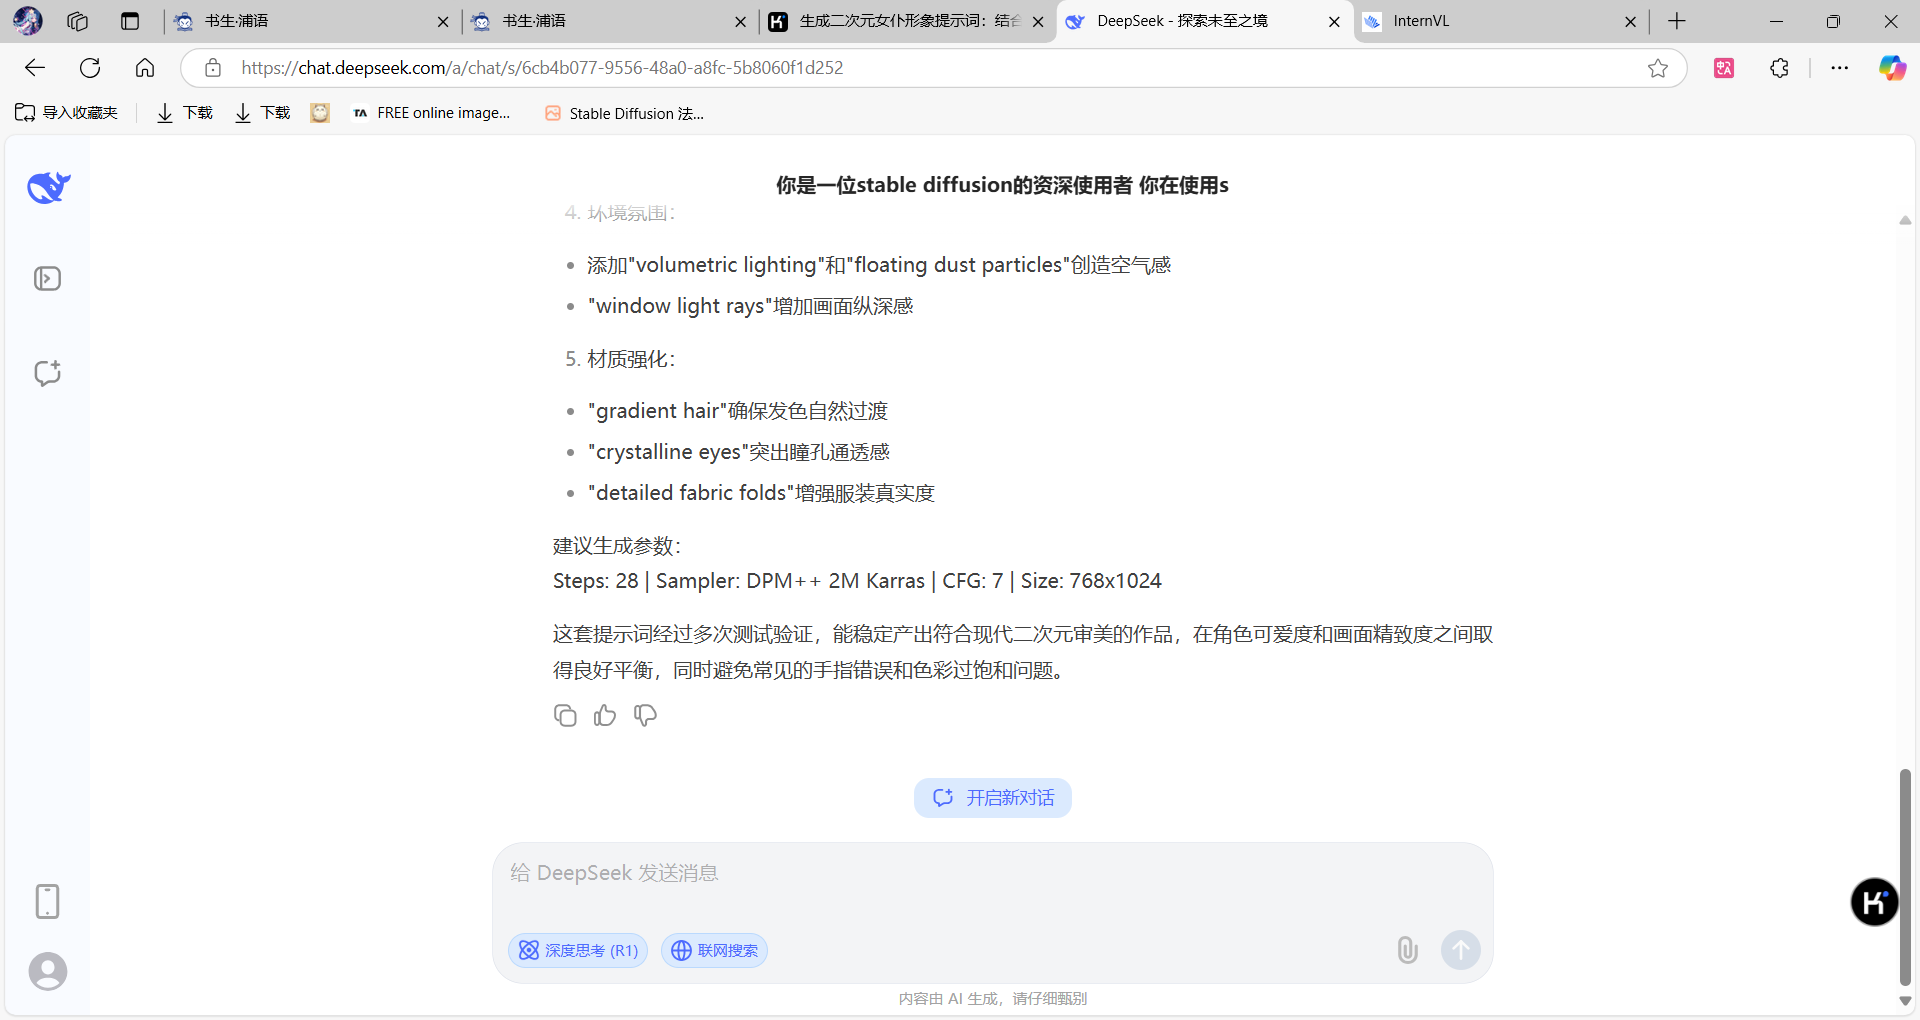 书生·浦语
书生·浦语
生成二次元女仆形象提示词：结合
DeepSeek - 探索未至之境
InternVL
https://chat.deepseek.com/a/chat/s/6cb4b077-9556-48a0-a8fc-5b8060f1d252
导入收藏夹
下载
下载
TA FREE online image...
Stable Diffusion 法...
你是一位stable diffusion的资深使用者 你在使用s
4. 环境氛围：
• 添加"volumetric lighting"和"floating dust particles"创造空气感
• "window light rays"增加画面纵深感
5. 材质强化：
• "gradient hair"确保发色自然过渡
• "crystalline eyes"突出瞳孔通透感
• "detailed fabric folds"增强服装真实度
建议生成参数：
Steps: 28 | Sampler: DPM++ 2M Karras | CFG: 7 | Size: 768x1024
这套提示词经过多次测试验证，能稳定产出符合现代二次元审美的作品，在角色可爱度和画面精致度之间取
得良好平衡，同时避免常见的手指错误和色彩过饱和问题。
开启新对话
给 DeepSeek 发送消息
深度思考 (R1)
联网搜索
内容由 AI 生成，请仔细甄别